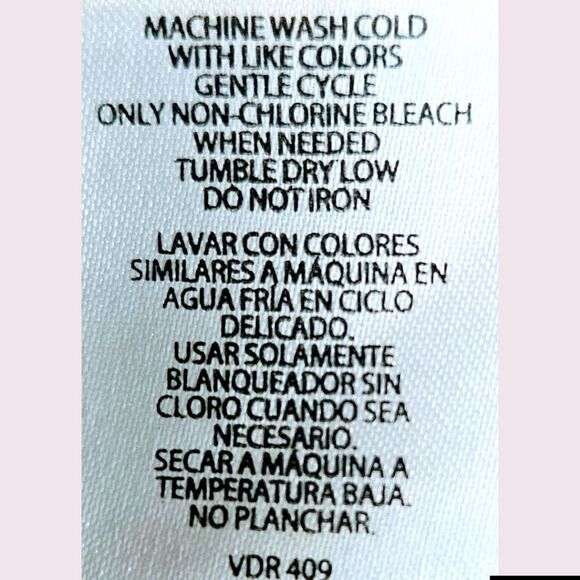 MACHINE WASH COLD
WITH LIKE COLORS
GENTLE CYCLE
ONLY NON-CHLORINE BLEACH
WHEN NEEDED
TUMBLE DRY LOW
DO NOT IRON
LAVAR CON COLORES
SIMILARES A MÁQUINA EN
AGUA FRÍA EN CICLO
DELICADO.
USAR SOLAMENTE
BLANQUEADOR SIN
CLORO CUANDO SEA
NECESARIO.
SECAR A MÁQUINA A
TEMPERATURA BAJA.
NO PLANCHAR.
VDR 409